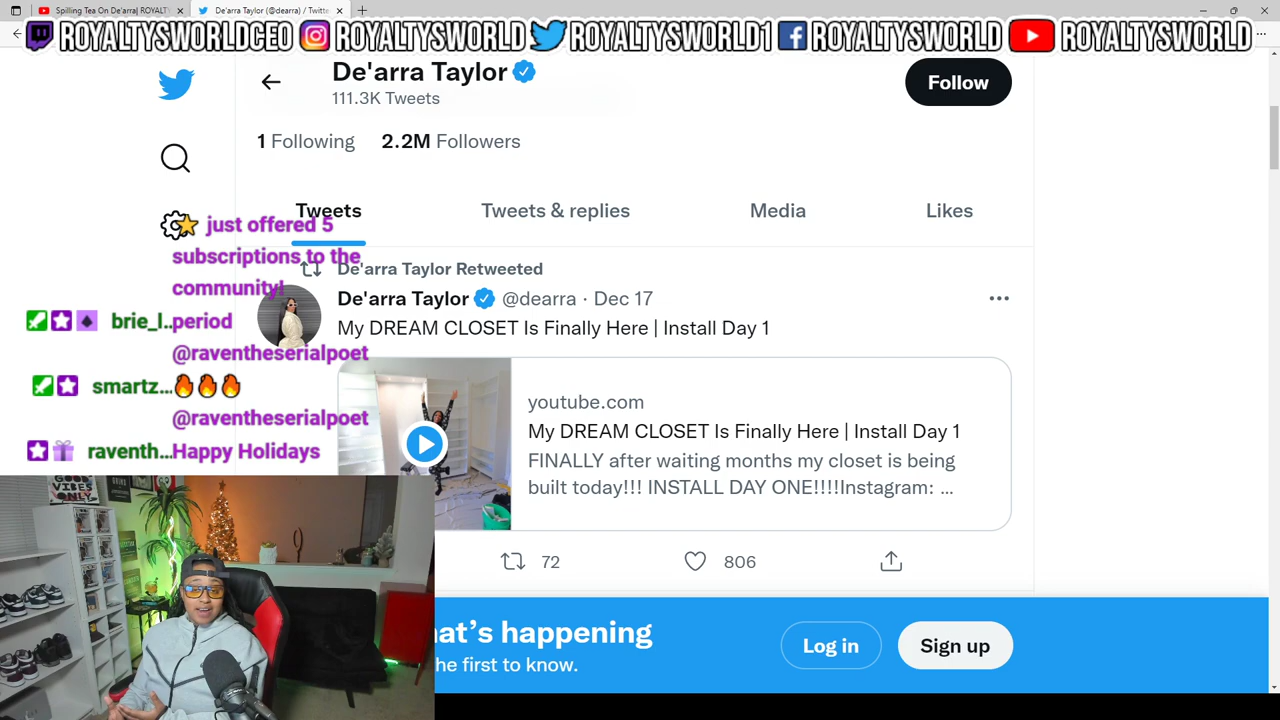 Spilling Tea On De'arra| ROYALT
De'arra Taylor (@dearra) / Twitte
ROYALTYSWORLDCEO ROYALTYSWORLD ROYALTYSWORLD1 ROYALTYSWORLD ROYALTYSWORLD
De'arra Taylor
111.3K Tweets
Follow
1 Following 2.2M Followers
Tweets Tweets & replies Media Likes
De'arra Taylor Retweeted
De'arra Taylor @dearra · Dec 17
My DREAM CLOSET Is Finally Here | Install Day 1
youtube.com
My DREAM CLOSET Is Finally Here | Install Day 1
FINALLY after waiting months my closet is being
built today!!! INSTALL DAY ONE!!!!Instagram: ...
72 806
just offered 5
subscriptions to the
community!
brie_l.. period
@raventheserialpoet
smartz...
@raventheserialpoet
raventh... Happy Holidays
GOOD
VIBES
ONLY
at's happening
he first to know.
Log in
Sign up